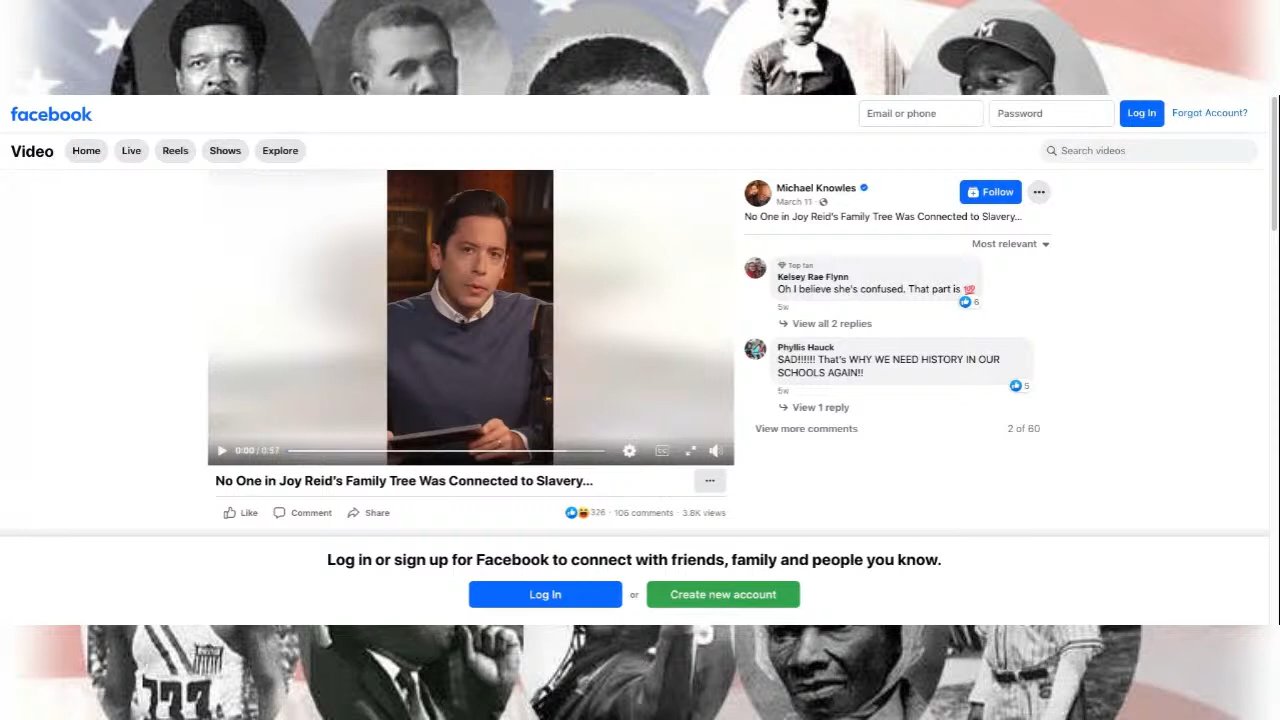 M
facebook
Email or phone
Password
Log In
Forgot Account?
Video
Home
Live
Reels
Shows
Explore
Search videos
Michael Knowles
March 11 ·
Follow
No One in Joy Reid's Family Tree Was Connected to Slavery...
Most relevant
Top fan
Kelsey Rae Flynn
Oh I believe she's confused. That part is 💯
6
5w
View all 2 replies
Phyllis Hauck
SAD!!!!!! That's WHY WE NEED HISTORY IN OUR
SCHOOLS AGAIN!!
5
5w
View 1 reply
View more comments
2 of 60
0:00 / 0:57
No One in Joy Reid's Family Tree Was Connected to Slavery...
Like
Comment
Share
326 · 106 comments · 3.8K views
Log in or sign up for Facebook to connect with friends, family and people you know.
Log In
or
Create new account